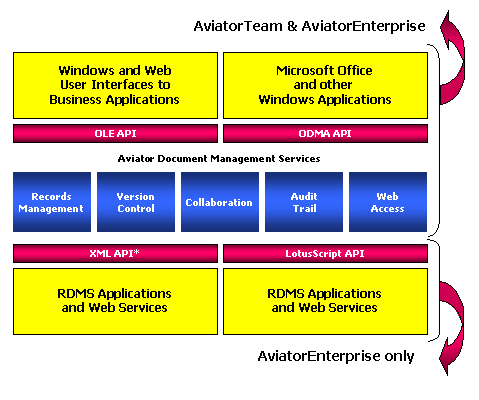 AviatorTeam & AviatorEnterprise
Windows and Web
User Interfaces to
Business Applications
Microsoft Office
and other
Windows Applications
OLE API
ODMA API
Aviator Document Management Services
Records
Management
Version
Control
Collaboration
Audit
Trail
Web
Access
XML API*
LotusScript API
RDMS Applications
and Web Services
RDMS Applications
and Web Services
AviatorEnterprise only